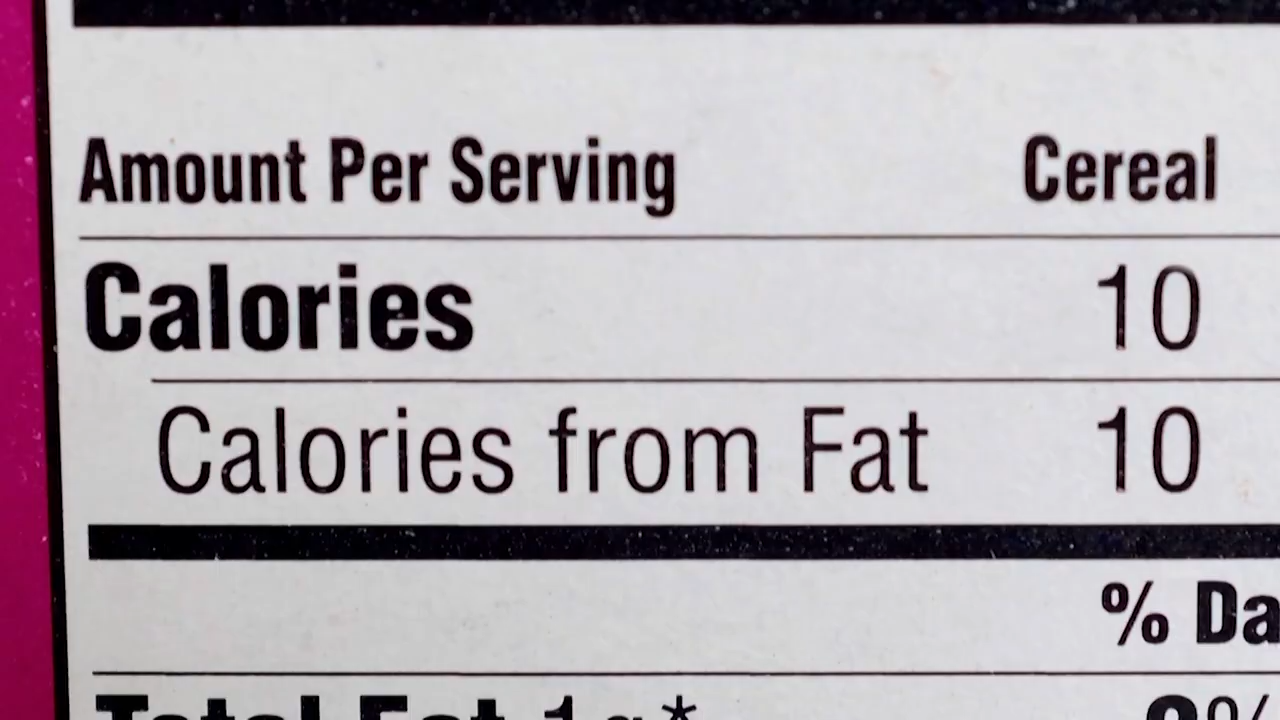 Amount Per Serving Cereal
Calories 10
Calories from Fat 10
% Da
Total Fat 1g*